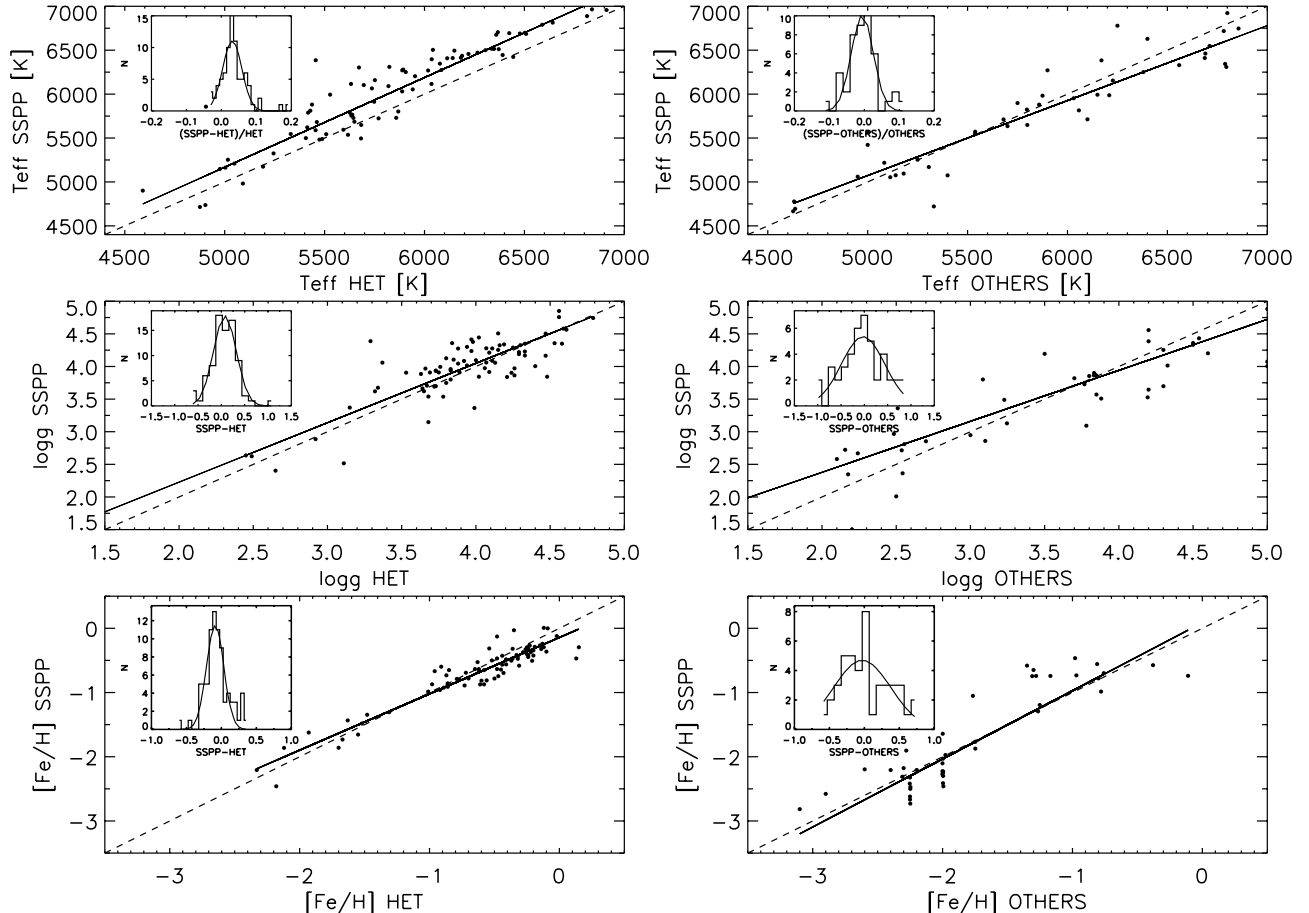 7000
6500
6000
5500
5000
4500
Teff SSPP [K]
15
10
5
0
N
-0.2 -0.1 0.0 0.1 0.2
(SSPP-HET)/HET
4500 5000 5500 6000 6500 7000
Teff HET [K]
7000
6500
6000
5500
5000
4500
Teff SSPP [K]
10
8
6
4
2
0
N
-0.2 -0.1 0.0 0.1 0.2
(SSPP-OTHERS)/OTHERS
4500 5000 5500 6000 6500 7000
Teff OTHERS [K]
5.0
4.5
4.0
3.5
3.0
2.5
2.0
1.5
logg SSPP
15
10
5
0
N
-1.5 -1.0 -0.5 0.0 0.5 1.0 1.5
SSPP-HET
1.5 2.0 2.5 3.0 3.5 4.0 4.5 5.0
logg HET
5.0
4.5
4.0
3.5
3.0
2.5
2.0
1.5
logg SSPP
6
4
2
0
N
-1.5 -1.0 -0.5 0.0 0.5 1.0 1.5
SSPP-OTHERS
1.5 2.0 2.5 3.0 3.5 4.0 4.5 5.0
logg OTHERS
0
-1
-2
-3
[Fe/H] SSPP
12
10
8
6
4
2
0
N
-1.0 -0.5 0.0 0.5 1.0
SSPP-HET
-3 -2 -1 0
[Fe/H] HET
0
-1
-2
-3
[Fe/H] SSPP
8
6
4
2
0
N
-1.0 -0.5 0.0 0.5 1.0
SSPP-OTHERS
-3 -2 -1 0
[Fe/H] OTHERS